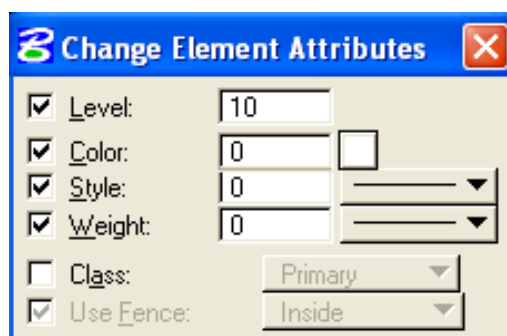 Change Element Attributes
Level: 10
Color: 0
Style: 0
Weight: 0
Class: Primary
Use Fence: Inside